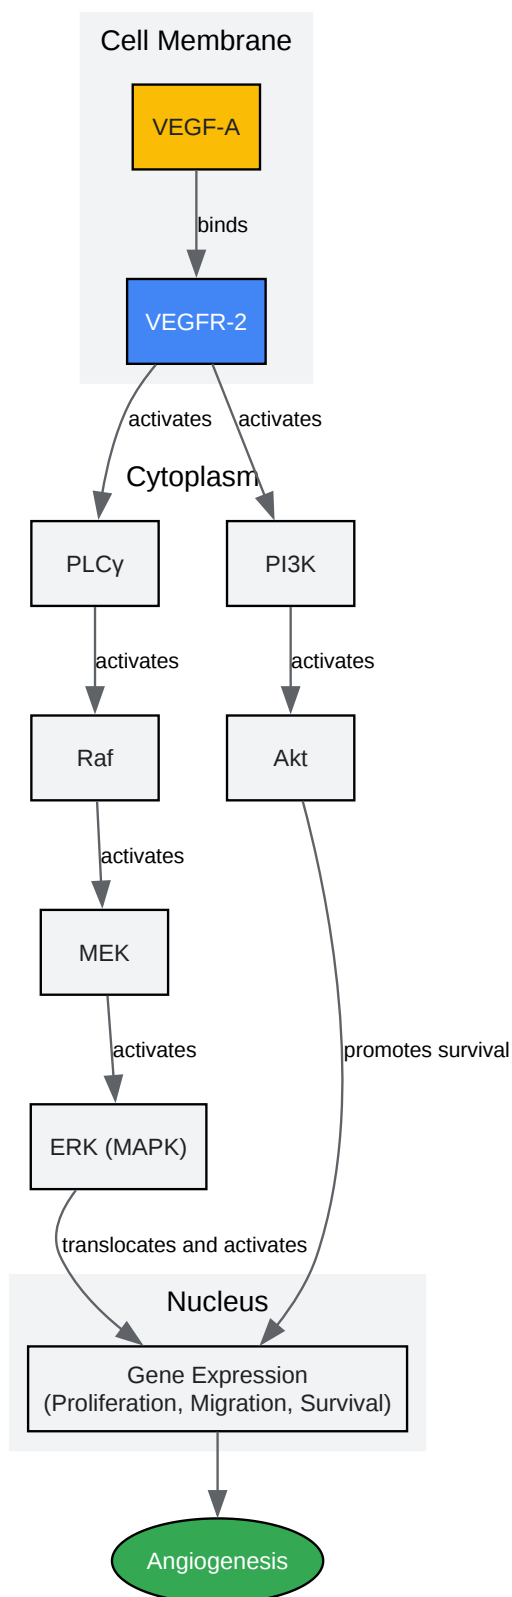 Cell Membrane
VEGF-A
binds
VEGFR-2
activates
activates
Cytoplasm
PLCγ
PI3K
activates
activates
Raf
Akt
activates
MEK
activates
promotes survival
ERK (MAPK)
translocates and activates
Nucleus
Gene Expression
(Proliferation, Migration, Survival)
Angiogenesis